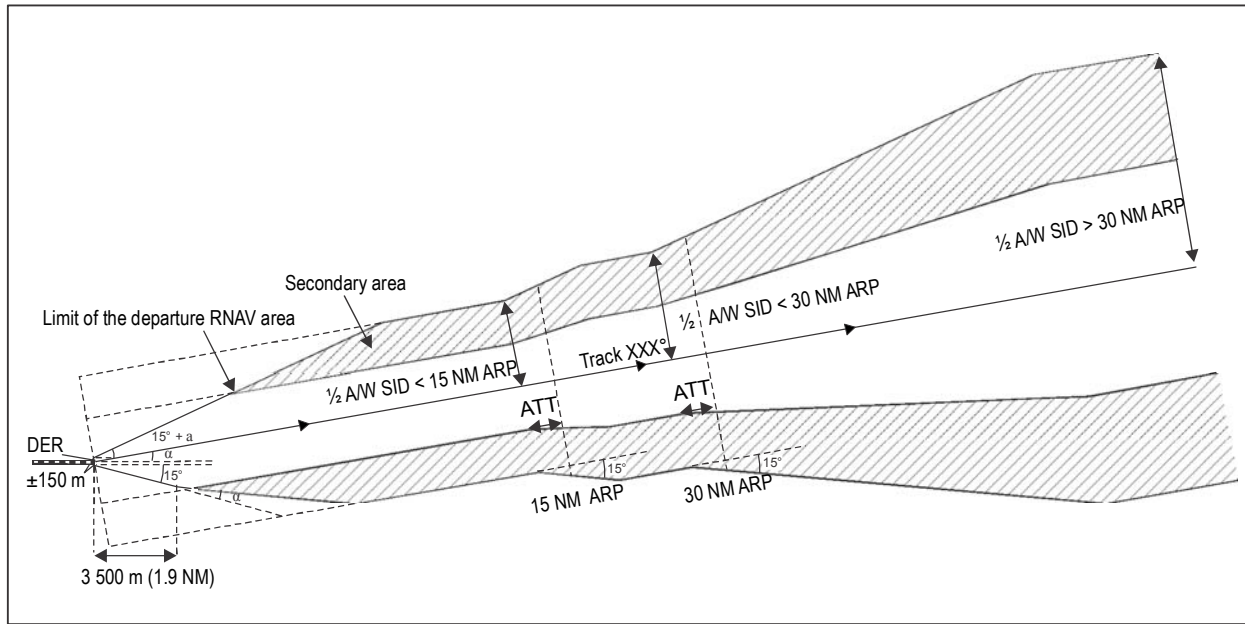 ½ A/W SID > 30 NM ARP
Secondary area
½ A/W SID < 30 NM ARP
Limit of the departure RNAV area
Track XXX°
½ A/W SID < 15 NM ARP
ATT
ATT
15° + a
DER
α
15°
±150 m
α
15°
15°
15 NM ARP
30 NM ARP
3 500 m (1.9 NM)